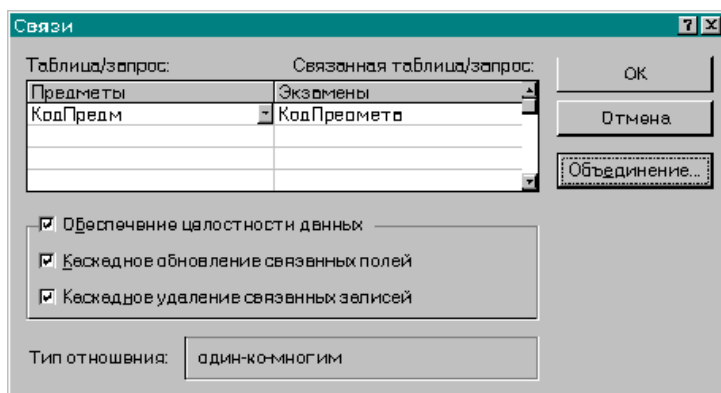 Связи
Таблица/запрос: Связанная таблица/запрос:
Предметы Экзамены
КодПредм КодПредмета
Обеспечение целостности данных
Каскадное обновление связанных полей
Каскадное удаление связанных записей
Тип отношения: один-ко-многим
ОК
Отмена
Объединение...